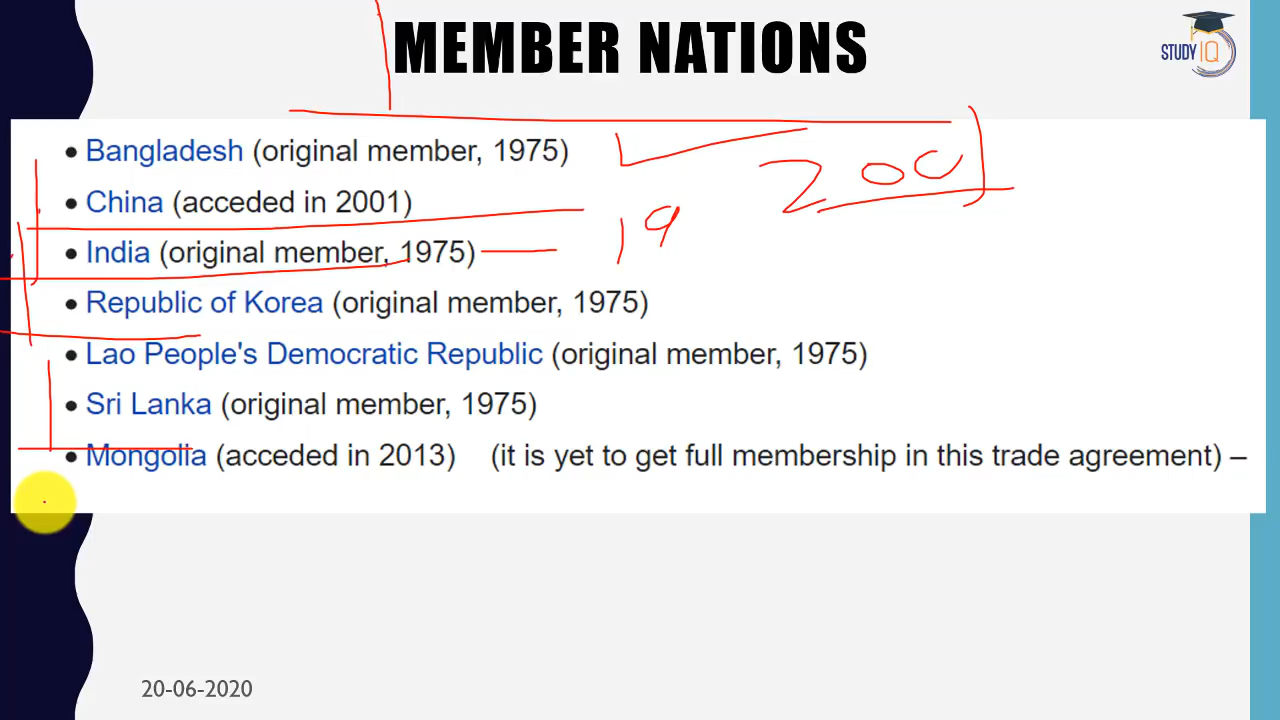 MEMBER NATIONS
STUDY IQ
• Bangladesh (original member, 1975)
• China (acceded in 2001)
200
• India (original member, 1975)
19
• Republic of Korea (original member, 1975)
• Lao People's Democratic Republic (original member, 1975)
• Sri Lanka (original member, 1975)
• Mongolia (acceded in 2013) (it is yet to get full membership in this trade agreement) –
20-06-2020